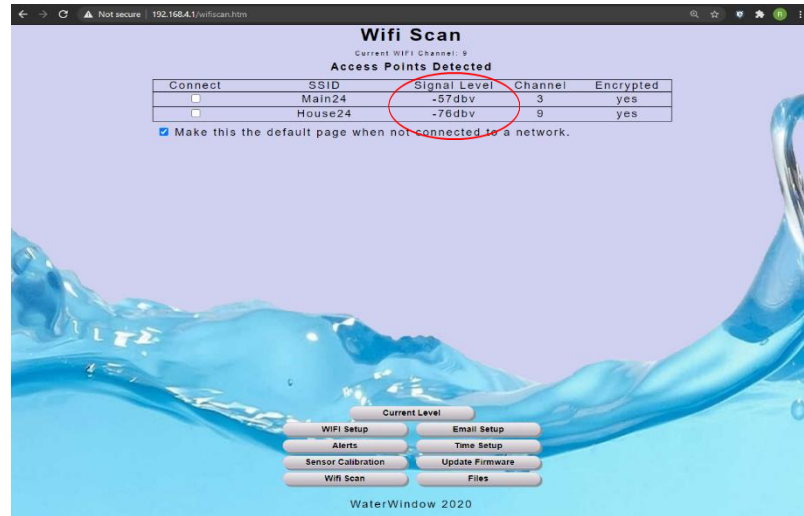 Not secure | 192.168.4.1/wifiscan.htm
Wifi Scan
Current WIFI Channel: 9
Access Points Detected
Connect SSID Signal Level Channel Encrypted
Main24 -57dbv 3 yes
House24 -76dbv 9 yes
Make this the default page when not connected to a network.
Current Level
WIFI Setup Email Setup
Alerts Time Setup
Sensor Calibration Update Firmware
Wifi Scan Files
WaterWindow 2020